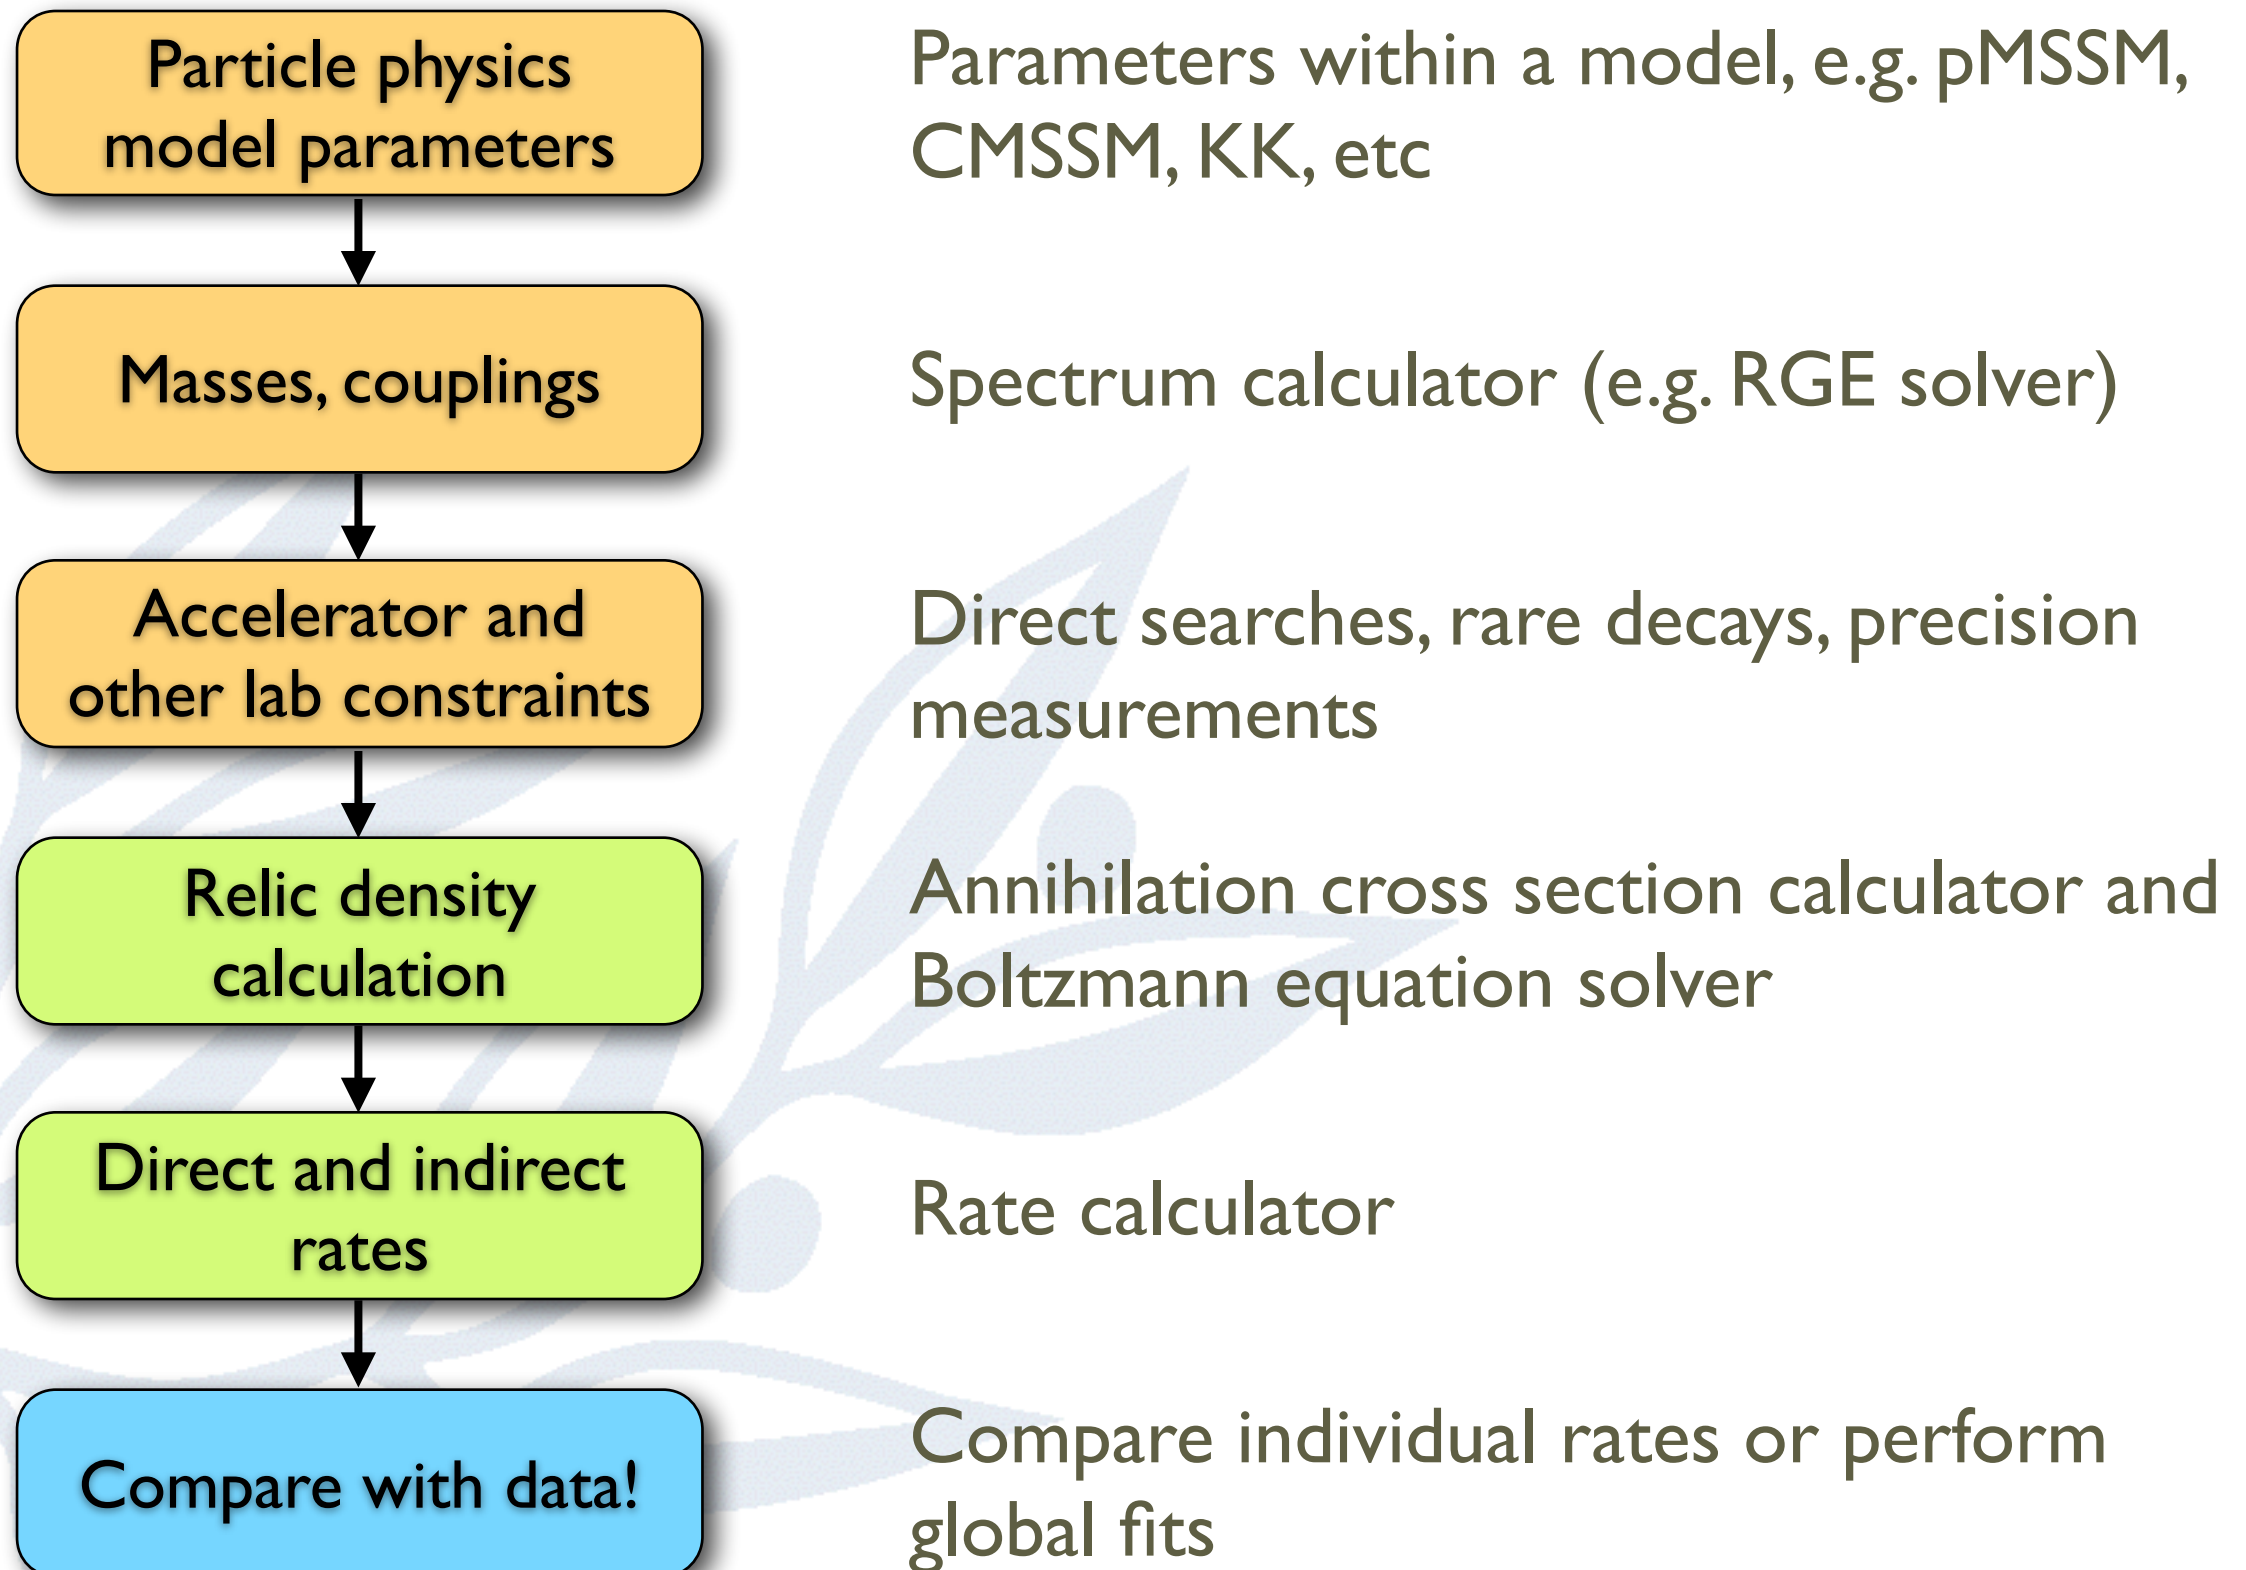 Particle physics
model parameters
Parameters within a model, e.g. pMSSM,
CMSSM, KK, etc
Masses, couplings
Spectrum calculator (e.g. RGE solver)
Accelerator and
other lab constraints
Direct searches, rare decays, precision
measurements
Relic density
calculation
Annihilation cross section calculator and
Boltzmann equation solver
Direct and indirect
rates
Rate calculator
Compare with data!
Compare individual rates or perform
global fits